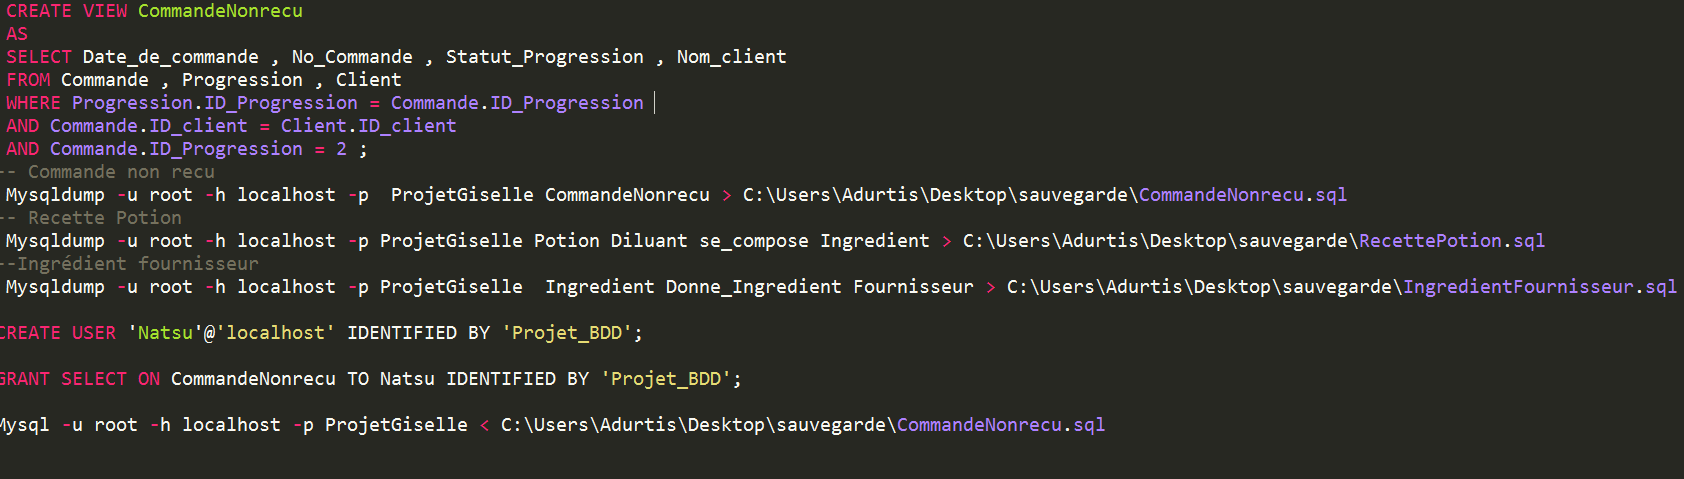 CREATE VIEW CommandeNonrecu
AS
SELECT Date_de_commande , No_Commande , Statut_Progression , Nom_client
FROM Commande , Progression , Client
WHERE Progression.ID_Progression = Commande.ID_Progression
AND Commande.ID_client = Client.ID_client
AND Commande.ID_Progression = 2 ;
-- Commande non recu
Mysqldump -u root -h localhost -p  ProjetGiselle CommandeNonrecu > C:\Users\Adurtis\Desktop\sauvegarde\CommandeNonrecu.sql
-- Recette Potion
Mysqldump -u root -h localhost -p ProjetGiselle Potion Diluant se_compose Ingredient > C:\Users\Adurtis\Desktop\sauvegarde\RecettePotion.sql
--Ingrédient fournisseur
Mysqldump -u root -h localhost -p ProjetGiselle  Ingredient Donne_Ingredient Fournisseur > C:\Users\Adurtis\Desktop\sauvegarde\IngredientFournisseur.sql
CREATE USER 'Natsu'@'localhost' IDENTIFIED BY 'Projet_BDD';
GRANT SELECT ON CommandeNonrecu TO Natsu IDENTIFIED BY 'Projet_BDD';
Mysql -u root -h localhost -p ProjetGiselle < C:\Users\Adurtis\Desktop\sauvegarde\CommandeNonrecu.sql